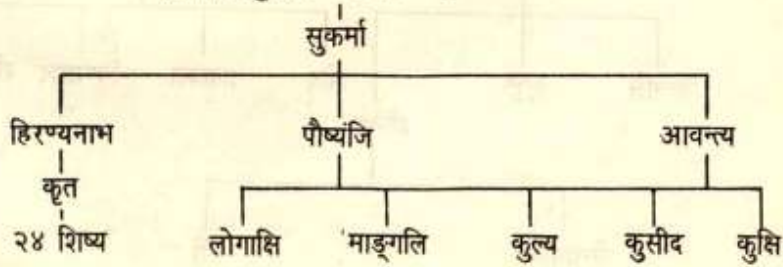 सुकर्मा
हिरण्यनाभ पौष्यंजि आवन्त्य
कृत
२४ शिष्य लोगाक्षि माङ्गलि कुल्य कुसीद कुक्षि